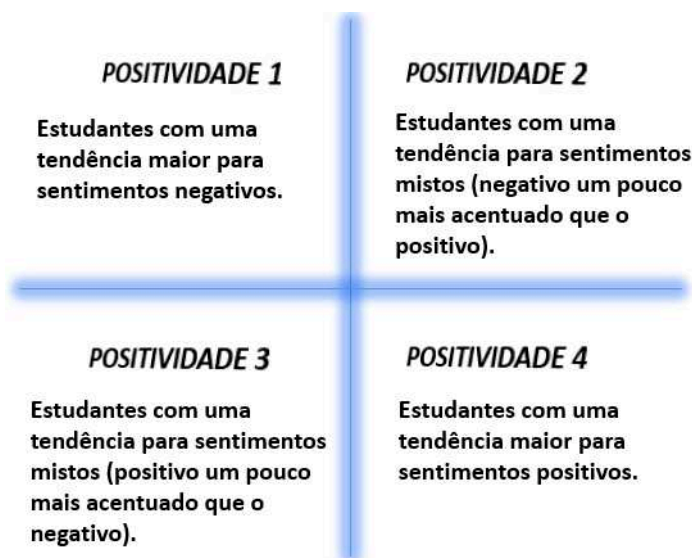 POSITIVIDADE 1
Estudantes com uma
tendência maior para
sentimentos negativos.
POSITIVIDADE 2
Estudantes com uma
tendência para sentimentos
mistos (negativo um pouco
mais acentuado que o
positivo).
POSITIVIDADE 3
Estudantes com uma
tendência para sentimentos
mistos (positivo um pouco
mais acentuado que o
negativo).
POSITIVIDADE 4
Estudantes com uma
tendência maior para
sentimentos positivos.